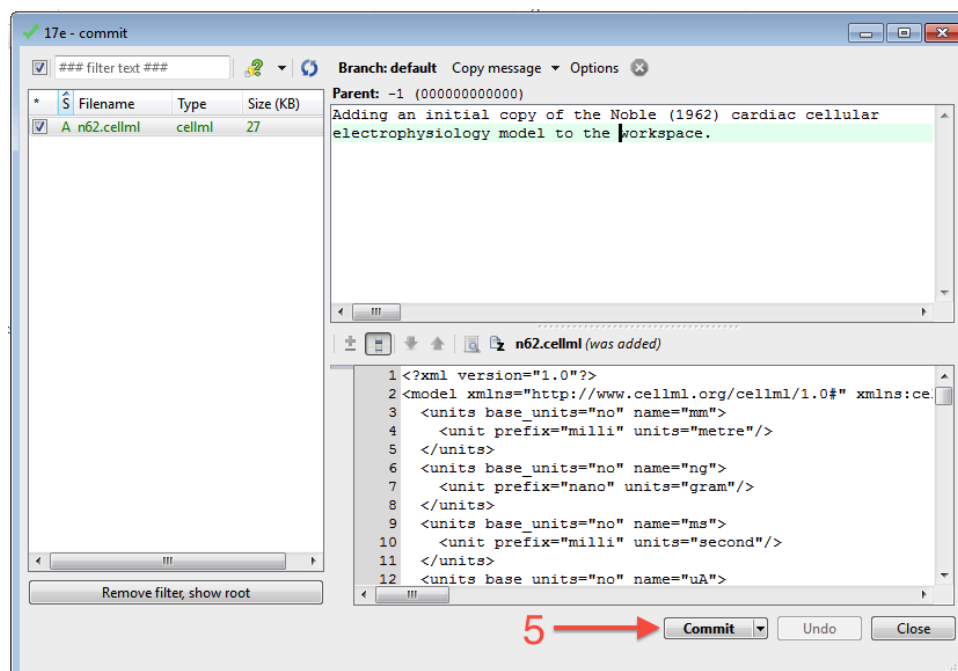 17e - commit
### filter text ###
Branch: default Copy message Options
Parent: -1 (000000000000)
* S Filename Type Size (KB)
A n62.cellml cellml 27
Adding an initial copy of the Noble (1962) cardiac cellular
electrophysiology model to the workspace.
n62.cellml (was added)
1 <?xml version="1.0"?>
2 <model xmlns="http://www.cellml.org/cellml/1.0#" xmlns:ce
3 <units base_units="no" name="mm">
4 <unit prefix="milli" units="metre"/>
5 </units>
6 <units base_units="no" name="ng">
7 <unit prefix="nano" units="gram"/>
8 </units>
9 <units base_units="no" name="ms">
10 <unit prefix="milli" units="second"/>
11 </units>
12 <units base_units="no" name="uA">
Remove filter, show root
5
Commit Undo Close